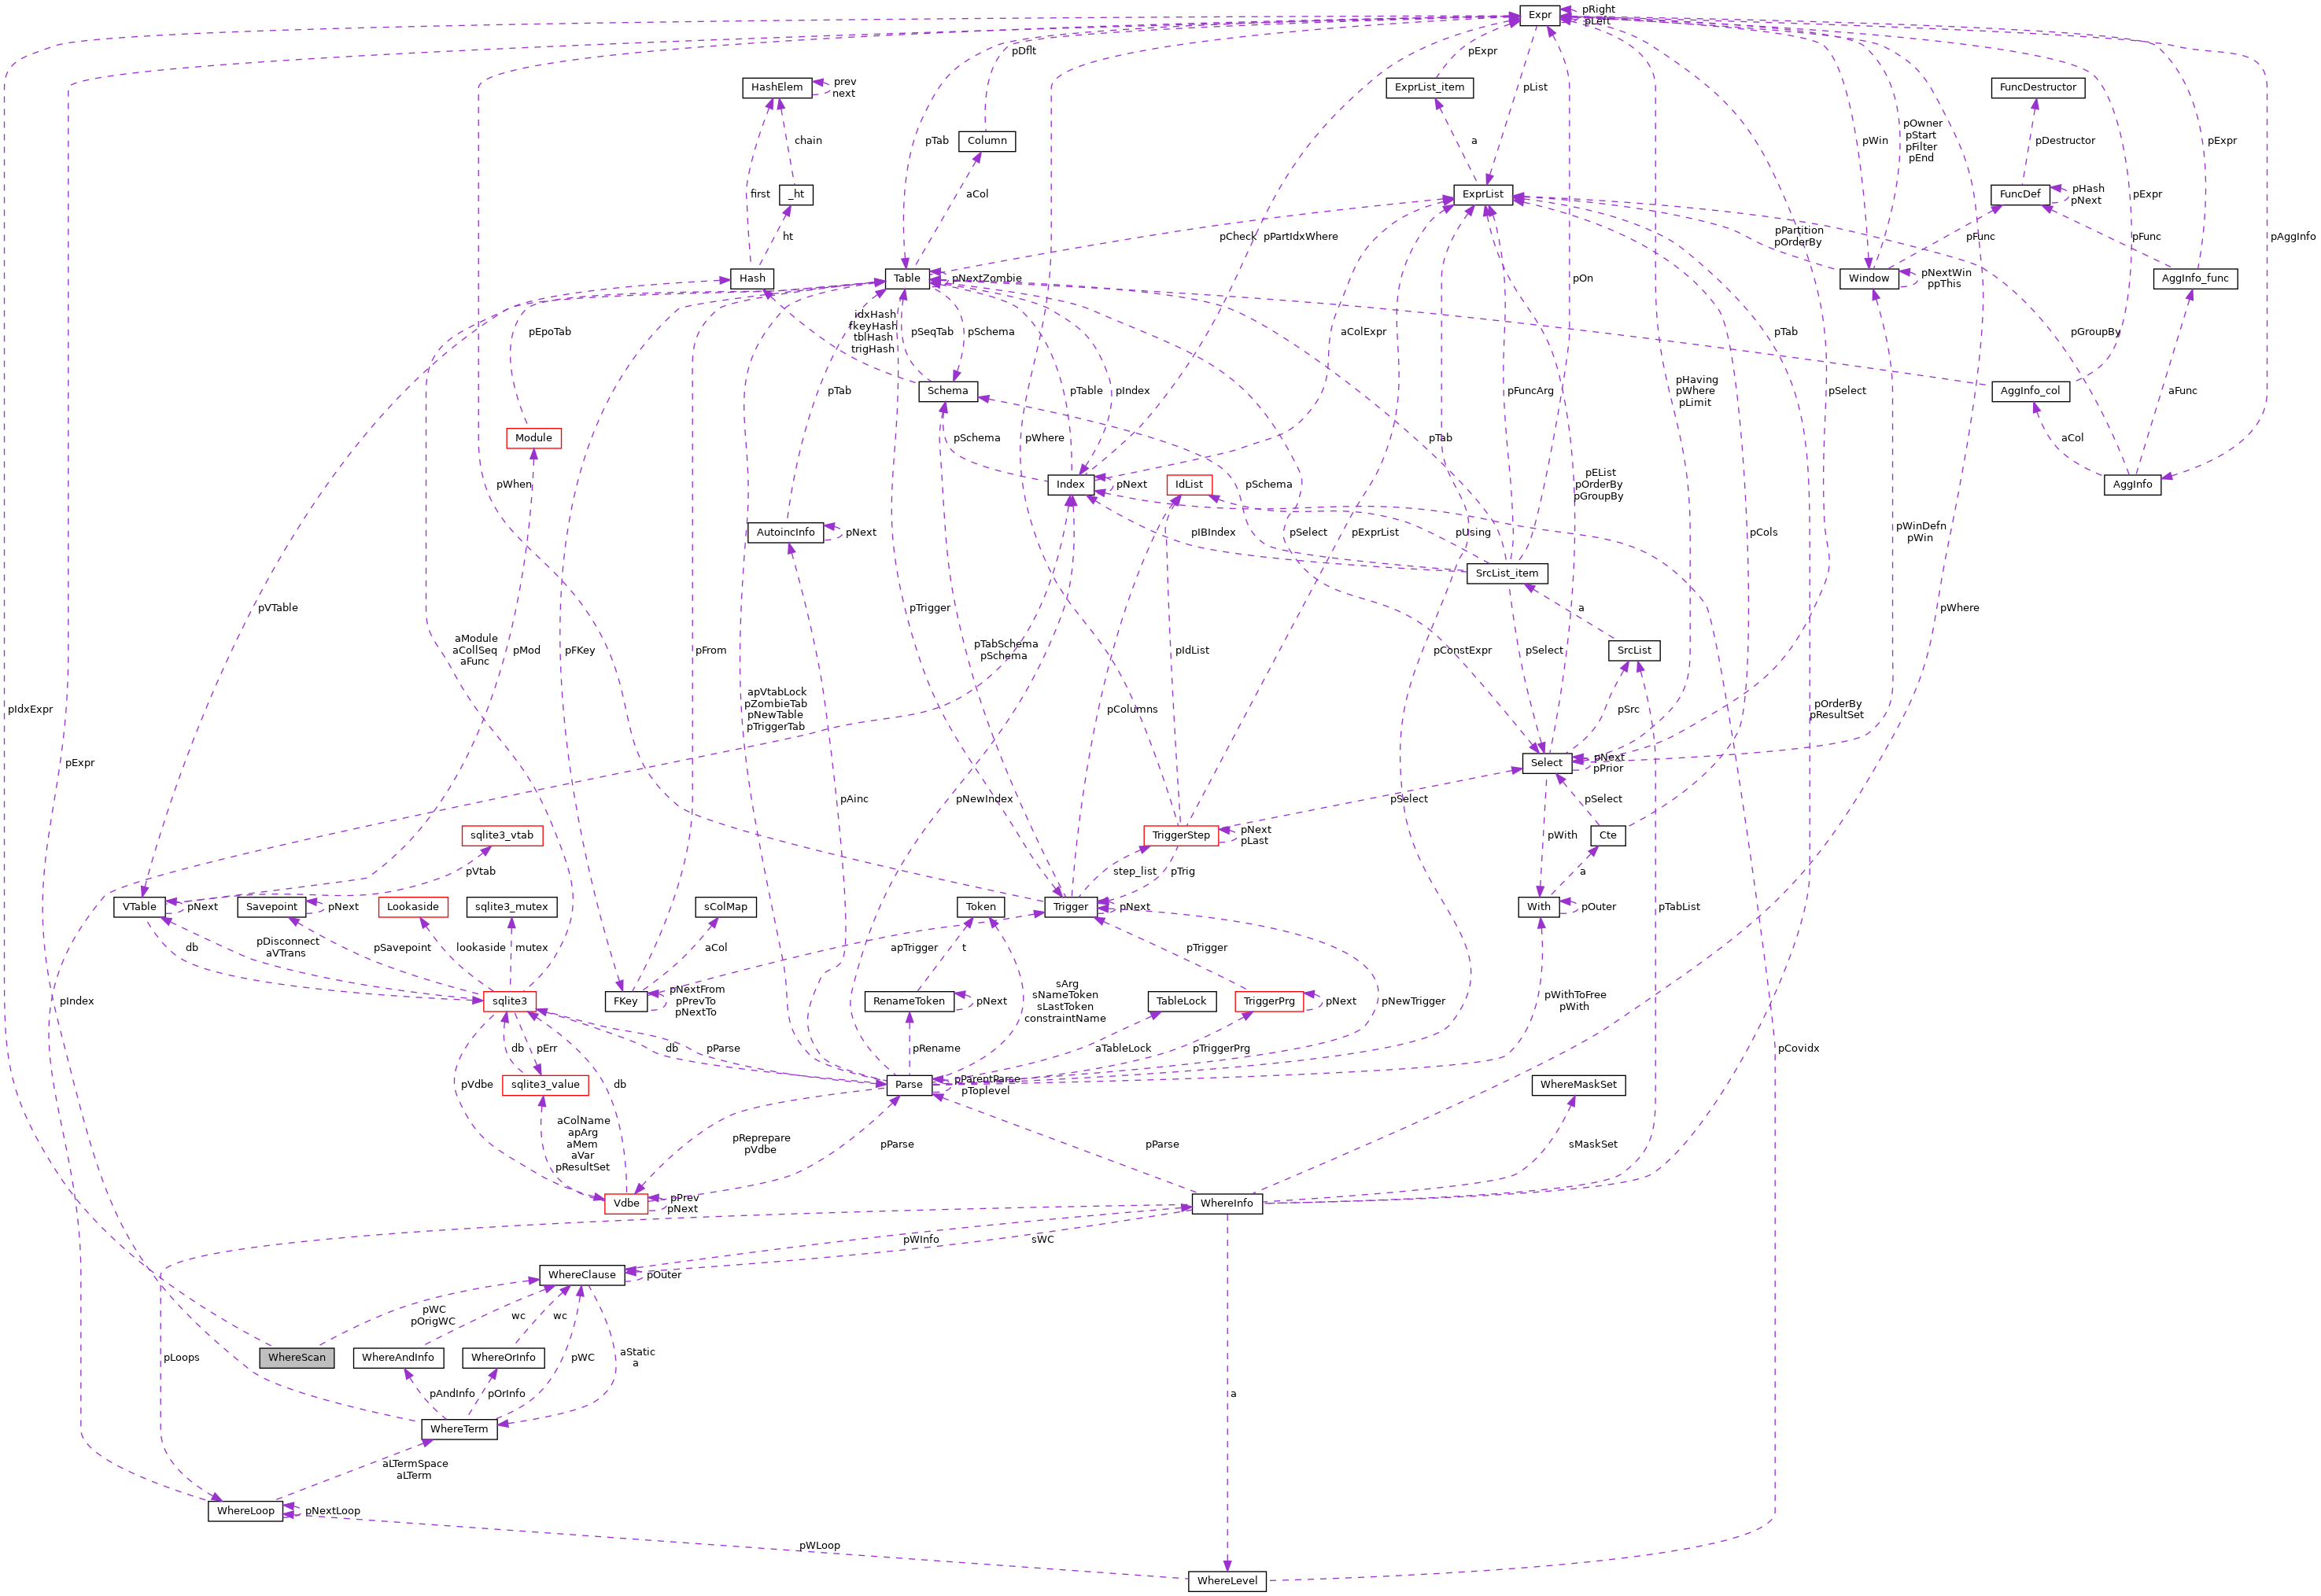 Expr
pRight
pLeft
pDflt
pExpr
HashElem
prev
next
ExprList_item
pList
FuncDestructor
Column
chain
pTab
a
pWin
pOwner
pStart
pFilter
pEnd
pDestructor
pExpr
first
_ht
aCol
ExprList
FuncDef
pHash
pNext
pExpr
ht
pCheck
pPartIdxWhere
pPartition
pOrderBy
pFunc
pFunc
pAggInfo
Hash
Table
pNextZombie
pOn
Window
pNextWin
ppThis
AggInfo_func
pEpoTab
idxHash
fkeyHash
tblHash
trigHash
pSeqTab
pSchema
aColExpr
pTab
pGroupBy
pTab
Schema
pTable
pIndex
pFuncArg
pHaving
pWhere
pLimit
pSelect
AggInfo_col
aFunc
Module
pSchema
pWhere
pTab
aCol
pWhen
Index
pNext
IdList
pSchema
pEList
pOrderBy
pGroupBy
AggInfo
AutoincInfo
pNext
pIBIndex
pSelect
pExprList
pUsing
pCols
pWinDefn
pWin
SrcList_item
pVTable
pTrigger
a
pWhere
aModule
aCollSeq
aFunc
pMod
pFKey
pFrom
pTabSchema
pSchema
pIdList
pConstExpr
pSelect
SrcList
pIdxExpr
apVtabLock
pZombieTab
pNewTable
pTriggerTab
pColumns
pSrc
pOrderBy
pResultSet
pExpr
Select
pNext
pPrior
pAinc
pNewIndex
pSelect
pSelect
sqlite3_vtab
TriggerStep
pNext
pLast
pWith
Cte
pVtab
step_list
pTrig
a
VTable
pNext
Savepoint
pNext
Lookaside
sqlite3_mutex
sColMap
Token
Trigger
pNext
With
pOuter
pTabList
db
pDisconnect
aVTrans
pSavepoint
lookaside
mutex
aCol
apTrigger
t
pTrigger
pIndex
sqlite3
FKey
pNextFrom
pPrevTo
pNextTo
RenameToken
pNext
sArg
sNameToken
sLastToken
constraintName
TableLock
TriggerPrg
pNext
pNewTrigger
pWithToFree
pWith
db
pErr
db
pParse
pRename
aTableLock
pTriggerPrg
pCovidx
pVdbe
sqlite3_value
db
Parse
pParentParse
pToplevel
WhereMaskSet
aColName
apArg
aMem
aVar
pResultSet
pReprepare
pVdbe
pParse
pParse
sMaskSet
Vdbe
pPrev
pNext
WhereInfo
pWInfo
sWC
WhereClause
pOuter
pWC
pOrigWC
wc
wc
WhereScan
WhereAndInfo
WhereOrInfo
pWC
aStatic
a
pLoops
pAndInfo
pOrInfo
a
WhereTerm
aLTermSpace
aLTerm
WhereLoop
pNextLoop
pWLoop
WhereLevel